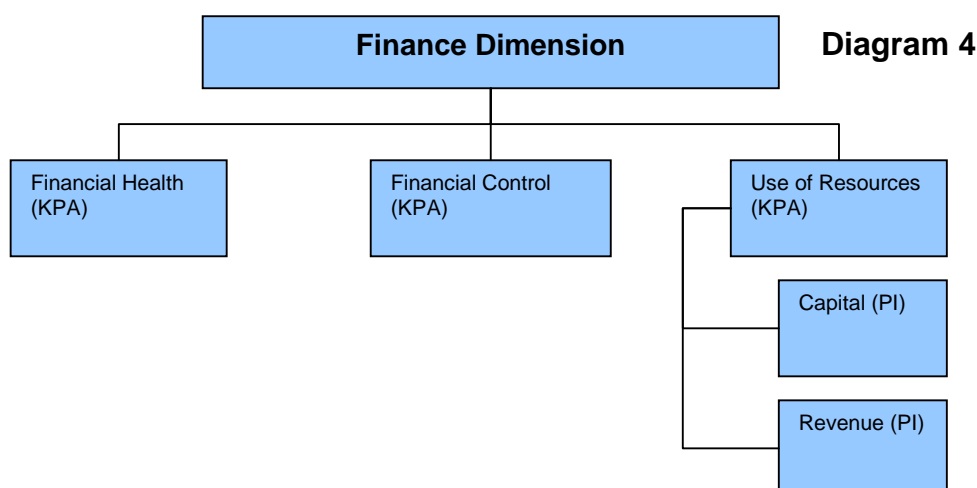 Finance Dimension
Diagram 4
Financial Health
(KPA)
Financial Control
(KPA)
Use of Resources
(KPA)
Capital (PI)
Revenue (PI)